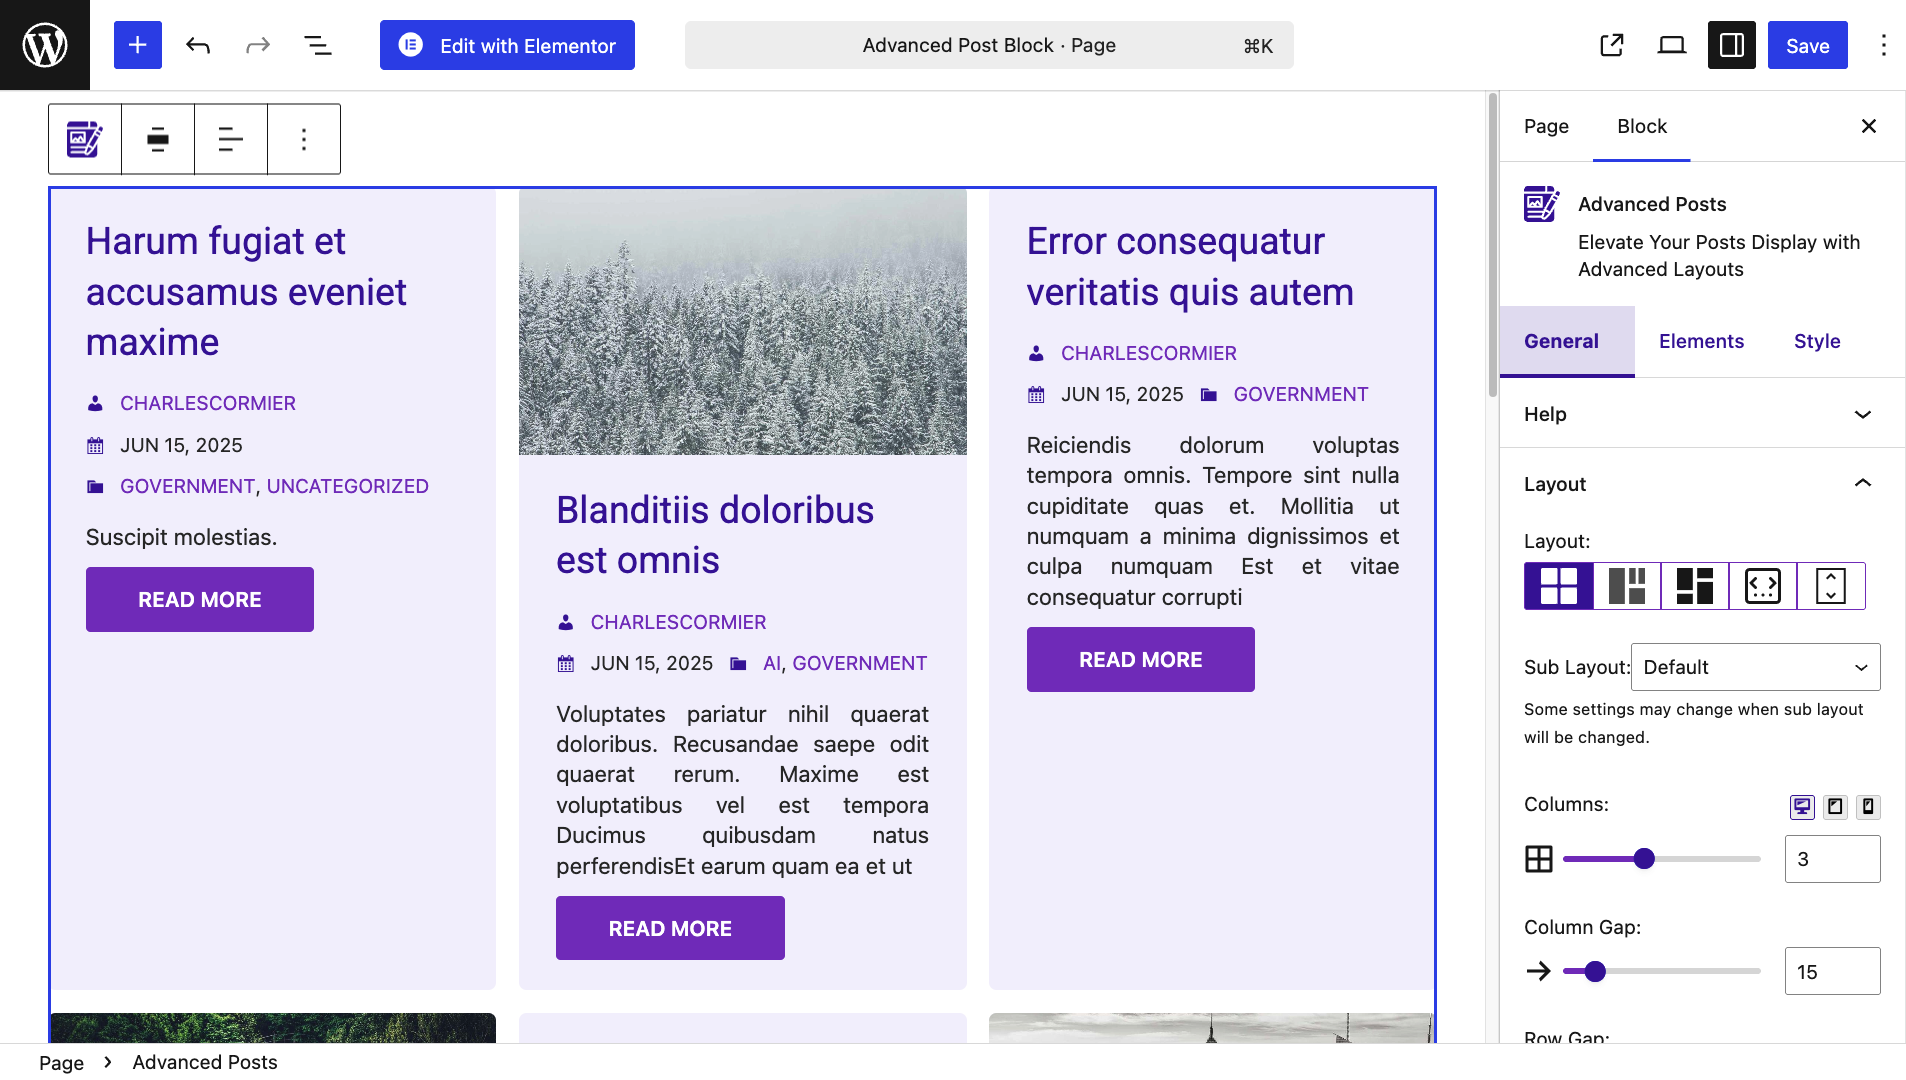 Edit with Elementor
Advanced Post Block · Page
⌘K
Save
Harum fugiat et
accusamus eveniet
maxime
CHARLESCORMIER
JUN 15, 2025
GOVERNMENT, UNCATEGORIZED
Suscipit molestias.
READ MORE
Blanditiis doloribus
est omnis
CHARLESCORMIER
JUN 15, 2025 AI, GOVERNMENT
Voluptates pariatur nihil quaerat
doloribus. Recusandae saepe odit
quaerat rerum. Maxime est
voluptatibus vel est tempora
Ducimus quibusdam natus
perferendisEt earum quam ea et ut
READ MORE
Error consequatur
veritatis quis autem
CHARLESCORMIER
JUN 15, 2025 GOVERNMENT
Reiciendis dolorum voluptas
tempora omnis. Tempore sint nulla
cupiditate quas et. Mollitia ut
numquam a minima dignissimos et
culpa numquam Est et vitae
consequatur corrupti
READ MORE
Page Block
Advanced Posts
Elevate Your Posts Display with
Advanced Layouts
General Elements Style
Help
Layout
Layout:
Sub Layout: Default
Some settings may change when sub layout
will be changed.
Columns:
3
Column Gap:
15
Row Gap:
Page › Advanced Posts